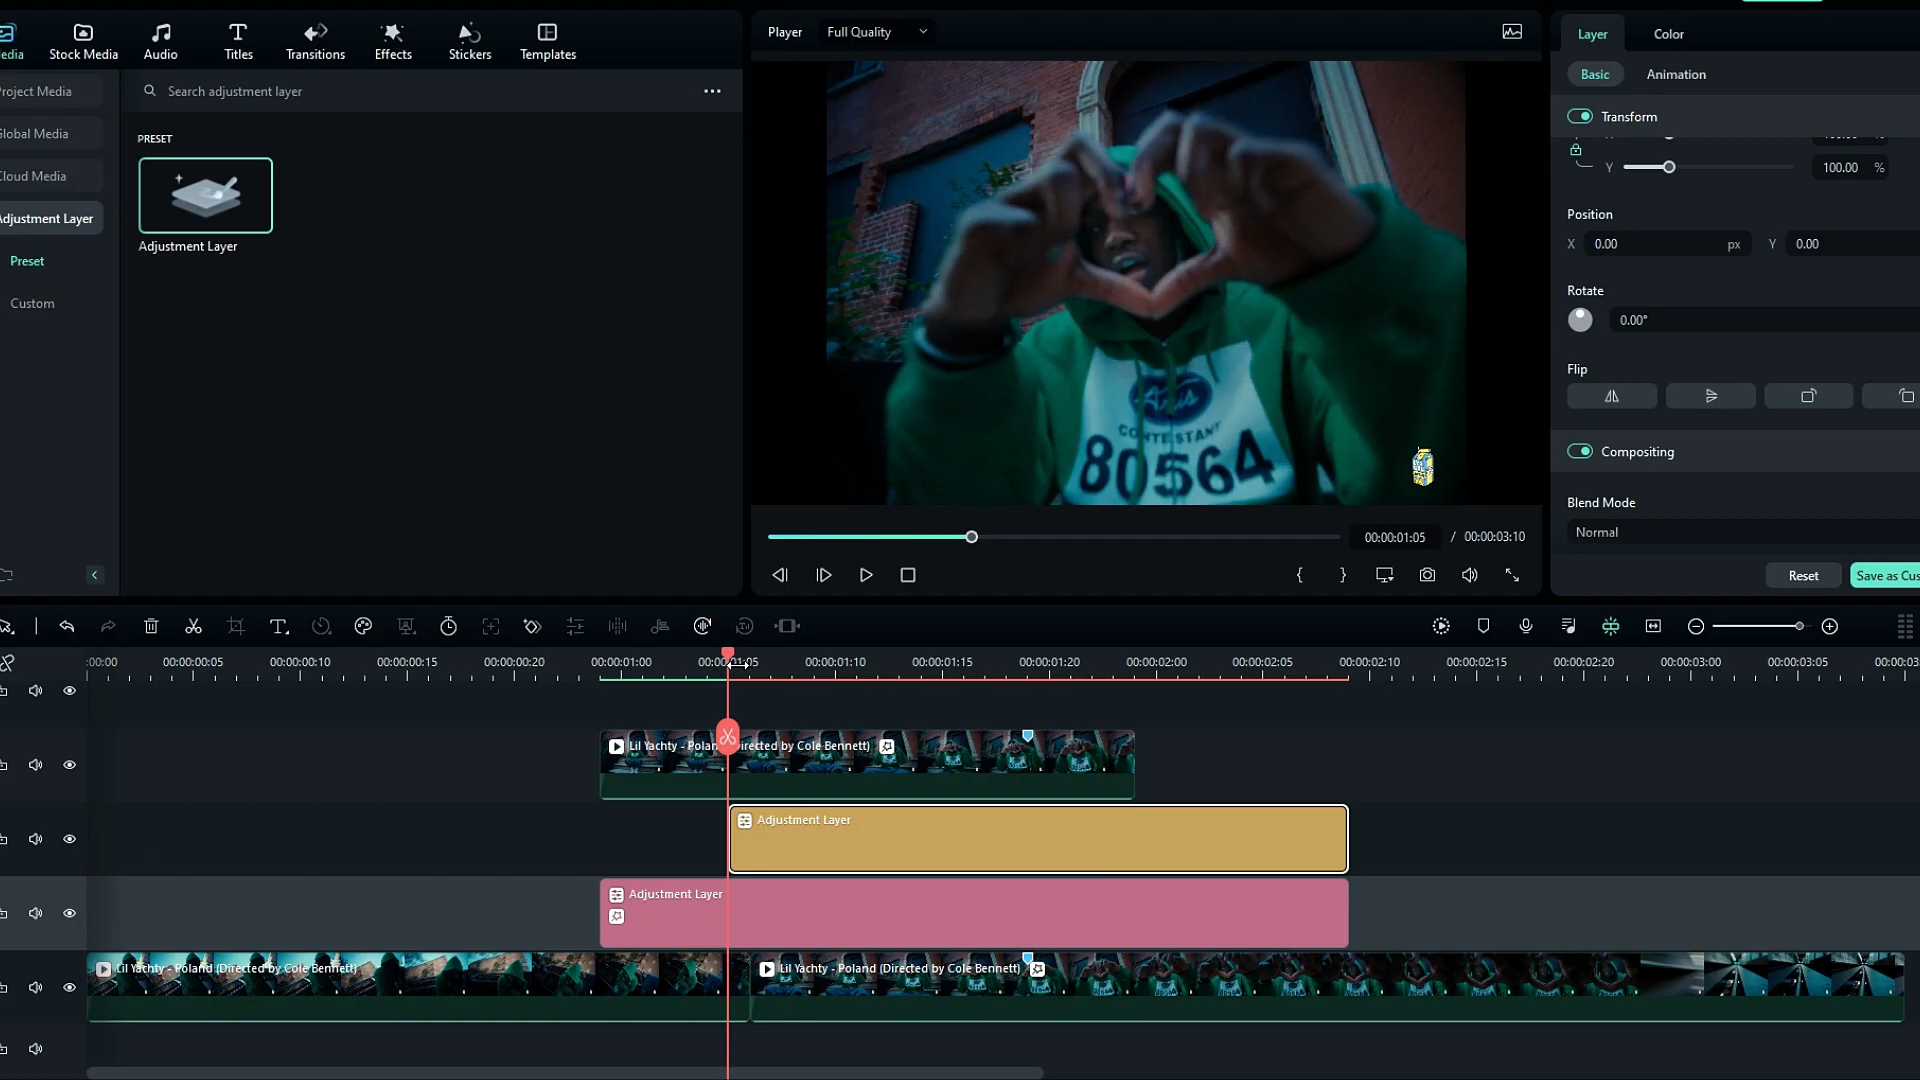 Media
Stock Media
Audio
Titles
Transitions
Effects
Stickers
Templates
Project Media
Global Media
Cloud Media
Adjustment Layer
Preset
Custom
Search adjustment layer
PRESET
Adjustment Layer
Player
Full Quality
CONTESTANT
80564
00:00:01:05
/
00:00:03:10
{
}
Layer
Color
Basic
Animation
Transform
Y
100.00
%
Position
X
0.00
px
Y
0.00
Rotate
0.00°
Flip
Compositing
Blend Mode
Normal
Reset
Save as Cus
:00:00
00:00:00:05
00:00:00:10
00:00:00:15
00:00:00:20
00:00:01:00
00:00:01:05
00:00:01:10
00:00:01:15
00:00:01:20
00:00:02:00
00:00:02:05
00:00:02:10
00:00:02:15
00:00:02:20
00:00:03:00
00:00:03:05
00:00:03:
Lil Yachty - Poland (Directed by Cole Bennett)
Adjustment Layer
Adjustment Layer
Lil Yachty - Poland (Directed by Cole Bennett)
Lil Yachty - Poland (Directed by Cole Bennett)